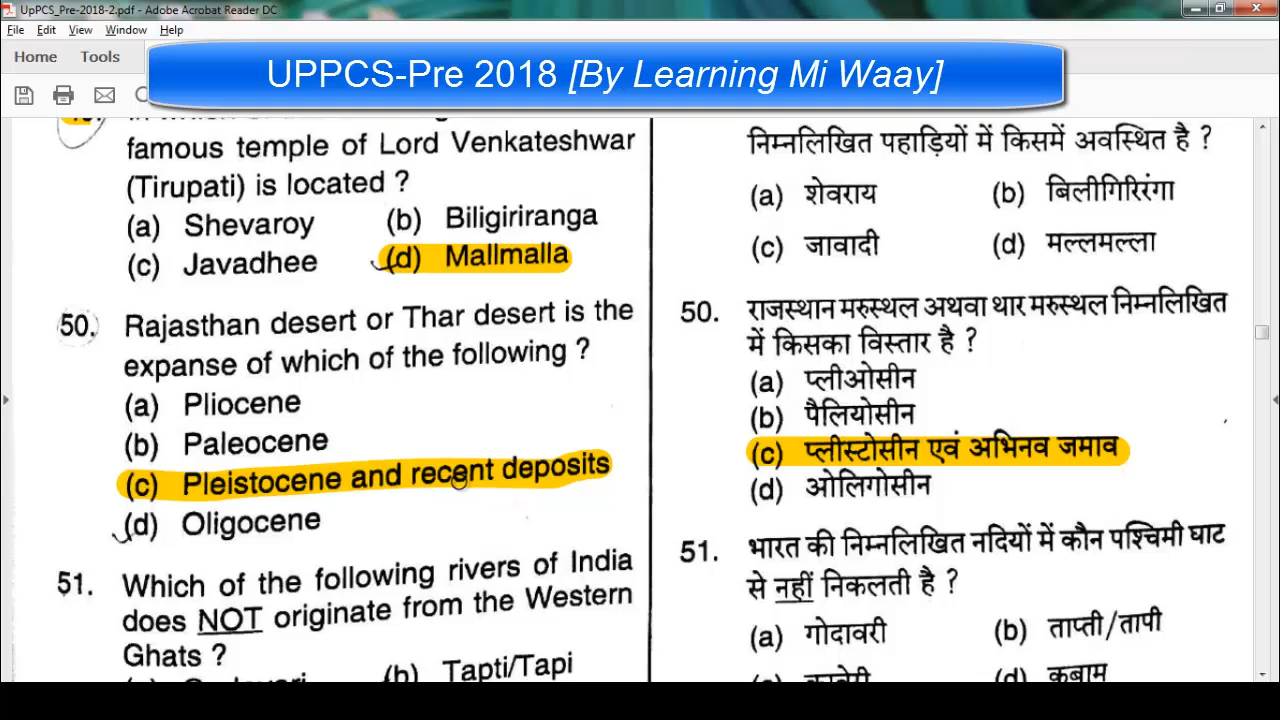 UpPCS_Pre-2018-2.pdf - Adobe Acrobat Reader DC
File Edit View Window Help
Home Tools
UPPCS-Pre 2018 [By Learning Mi Waay]
famous temple of Lord Venkateshwar
(Tirupati) is located ?
(a) Shevaroy (b) Biligiriranga
(c) Javadhee (d) Mallmalla
50. Rajasthan desert or Thar desert is the
expanse of which of the following ?
(a) Pliocene
(b) Paleocene
(c) Pleistocene and recent deposits
(d) Oligocene
51. Which of the following rivers of India
does NOT originate from the Western
Ghats ?
(b) Tapti/Tapi
निम्नलिखित पहाड़ियों में किसमें अवस्थित है ?
(a) शेवराय (b) बिलीगिरिरंगा
(c) जावादी (d) मल्लमल्ला
50. राजस्थान मरुस्थल अथवा थार मरुस्थल निम्नलिखित
में किसका विस्तार है ?
(a) प्लीओसीन
(b) पैलियोसीन
(c) प्लीस्टोसीन एवं अभिनव जमाव
(d) ओलिगोसीन
51. भारत की निम्नलिखित नदियों में कौन पश्चिमी घाट
से नहीं निकलती है ?
(a) गोदावरी (b) ताप्ती/तापी